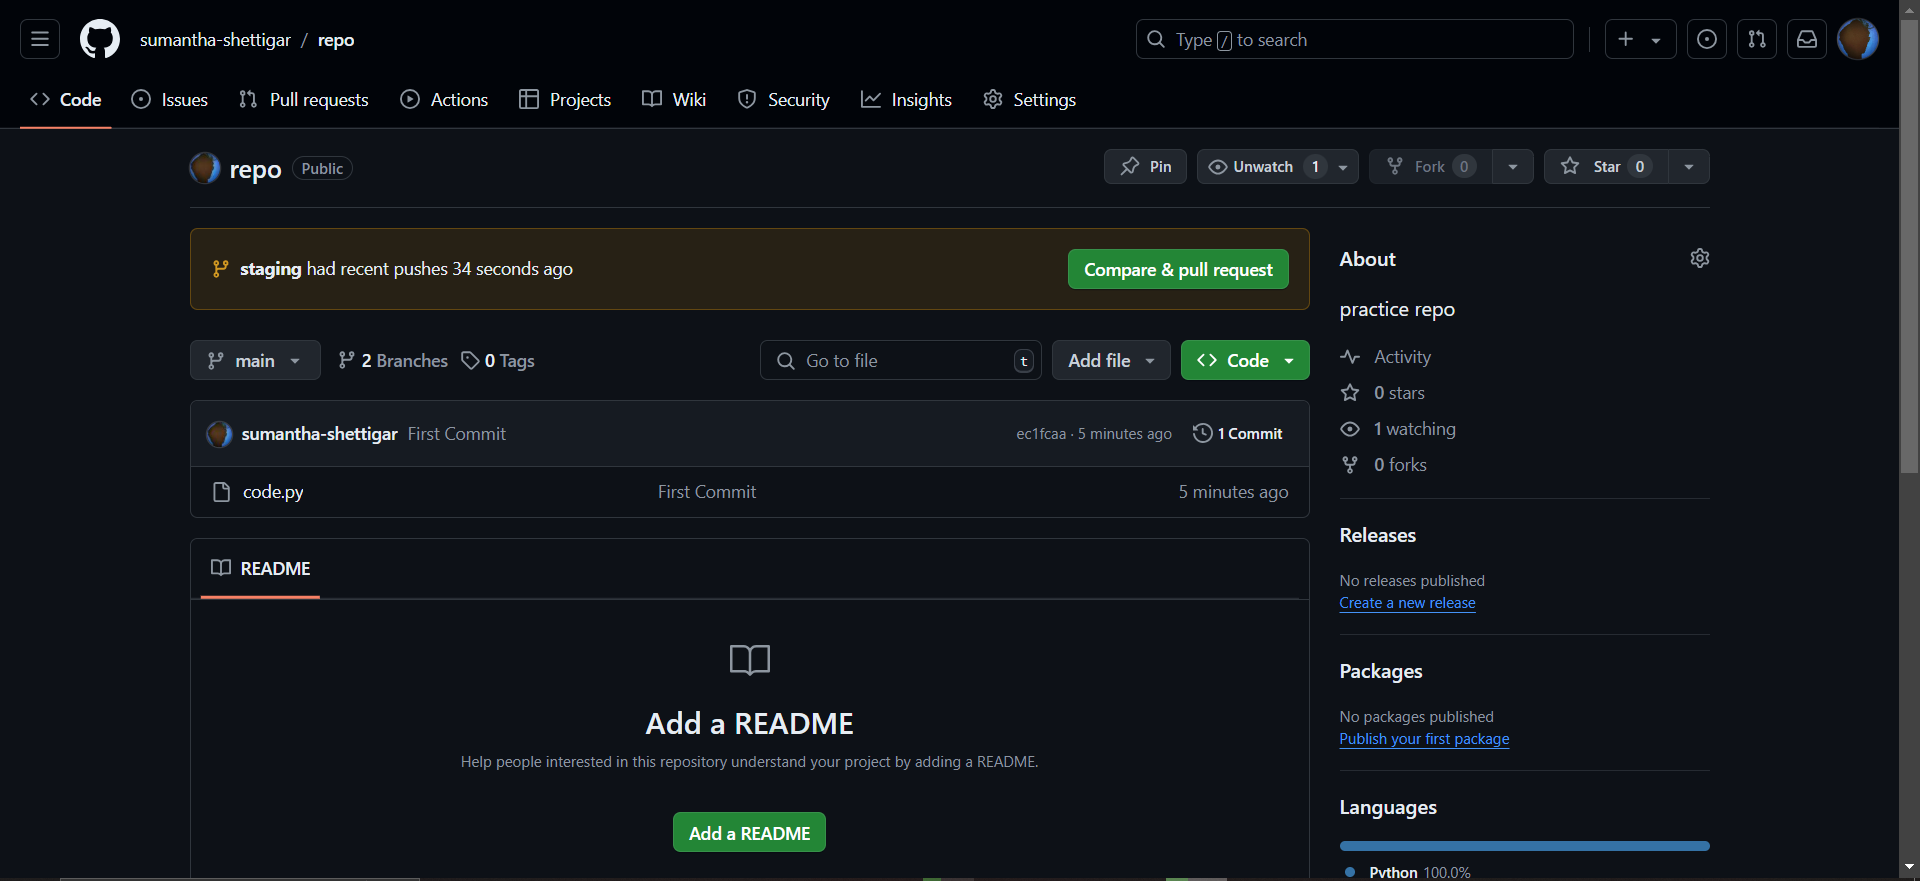 sumantha-shettigar / repo
Type / to search
Code Issues Pull requests Actions Projects Wiki Security Insights Settings
repo Public
Pin Unwatch 1 Fork 0 Star 0
staging had recent pushes 34 seconds ago
Compare & pull request
main 2 Branches 0 Tags
Go to file t
Add file
Code
sumantha-shettigar First Commit
ec1fcaa · 5 minutes ago 1 Commit
code.py First Commit 5 minutes ago
README
Add a README
Help people interested in this repository understand your project by adding a README.
Add a README
About
practice repo
Activity
0 stars
1 watching
0 forks
Releases
No releases published
Create a new release
Packages
No packages published
Publish your first package
Languages
Python 100.0%